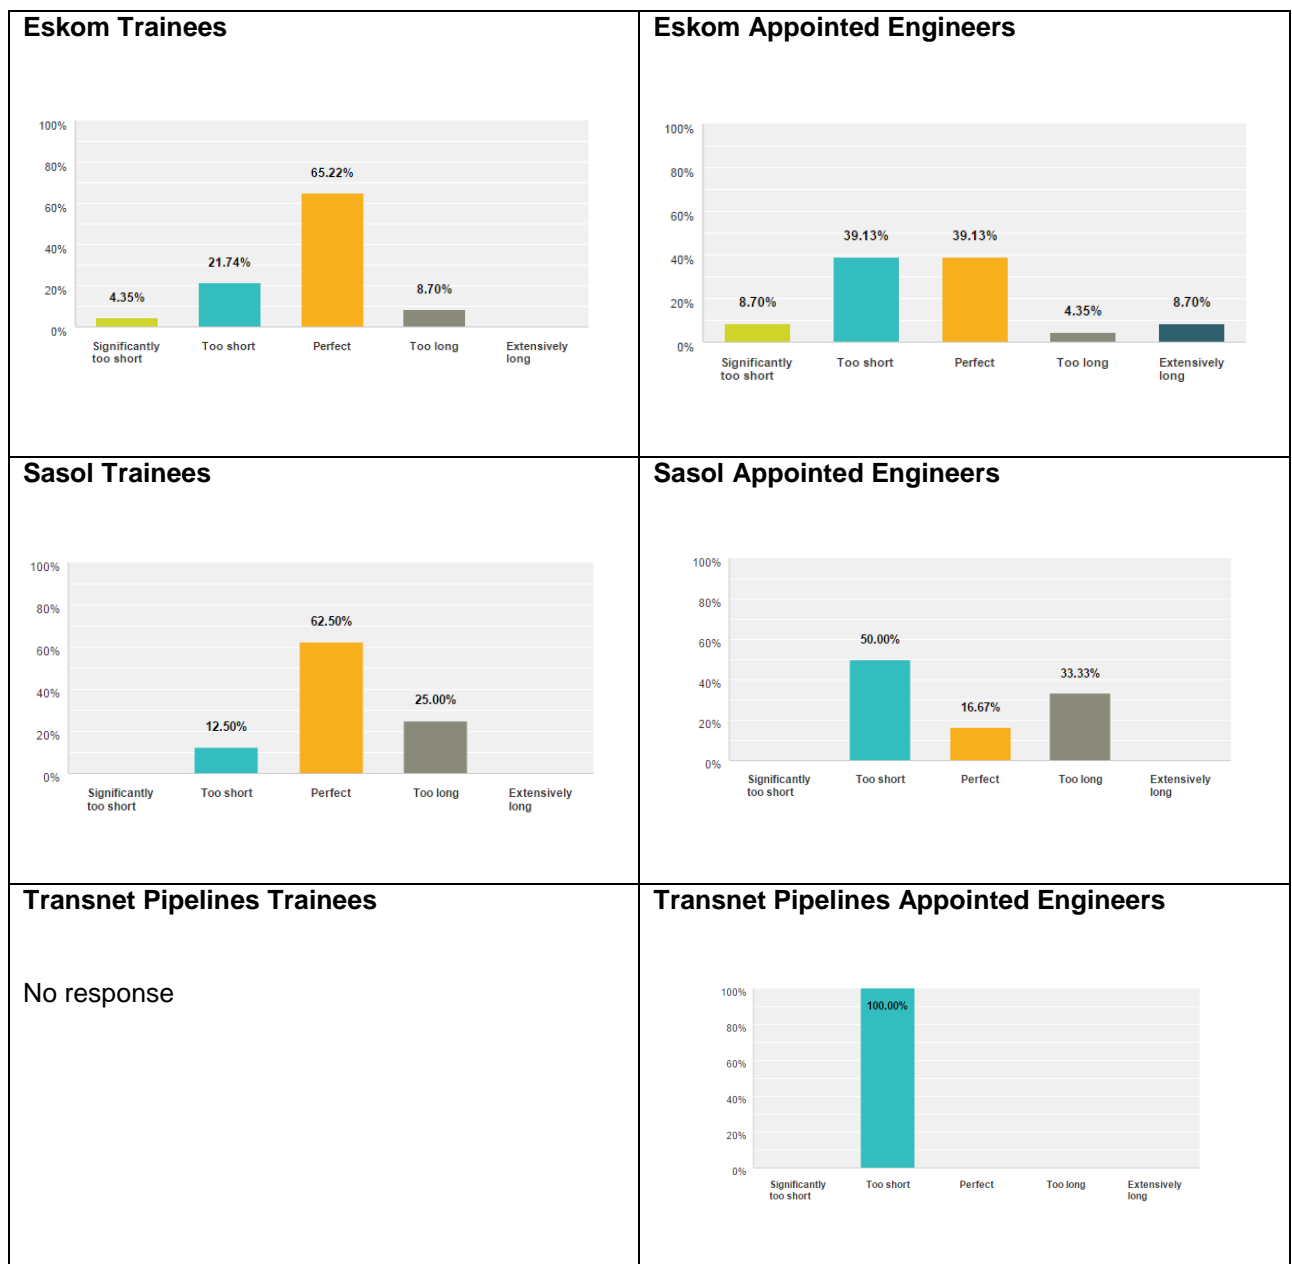 Eskom Trainees
100%
80%
60%
40%
20%
0%
4.35%
21.74%
65.22%
8.70%
Significantly
too short
Too short
Perfect
Too long
Extensively
long
Eskom Appointed Engineers
100%
80%
60%
40%
20%
0%
8.70%
39.13%
39.13%
4.35%
8.70%
Significantly
too short
Too short
Perfect
Too long
Extensively
long
Sasol Trainees
100%
80%
60%
40%
20%
0%
12.50%
62.50%
25.00%
Significantly
too short
Too short
Perfect
Too long
Extensively
long
Sasol Appointed Engineers
100%
80%
60%
40%
20%
0%
50.00%
16.67%
33.33%
Significantly
too short
Too short
Perfect
Too long
Extensively
long
Transnet Pipelines Trainees
No response
Transnet Pipelines Appointed Engineers
100%
80%
60%
40%
20%
0%
100.00%
Significantly
too short
Too short
Perfect
Too long
Extensively
long